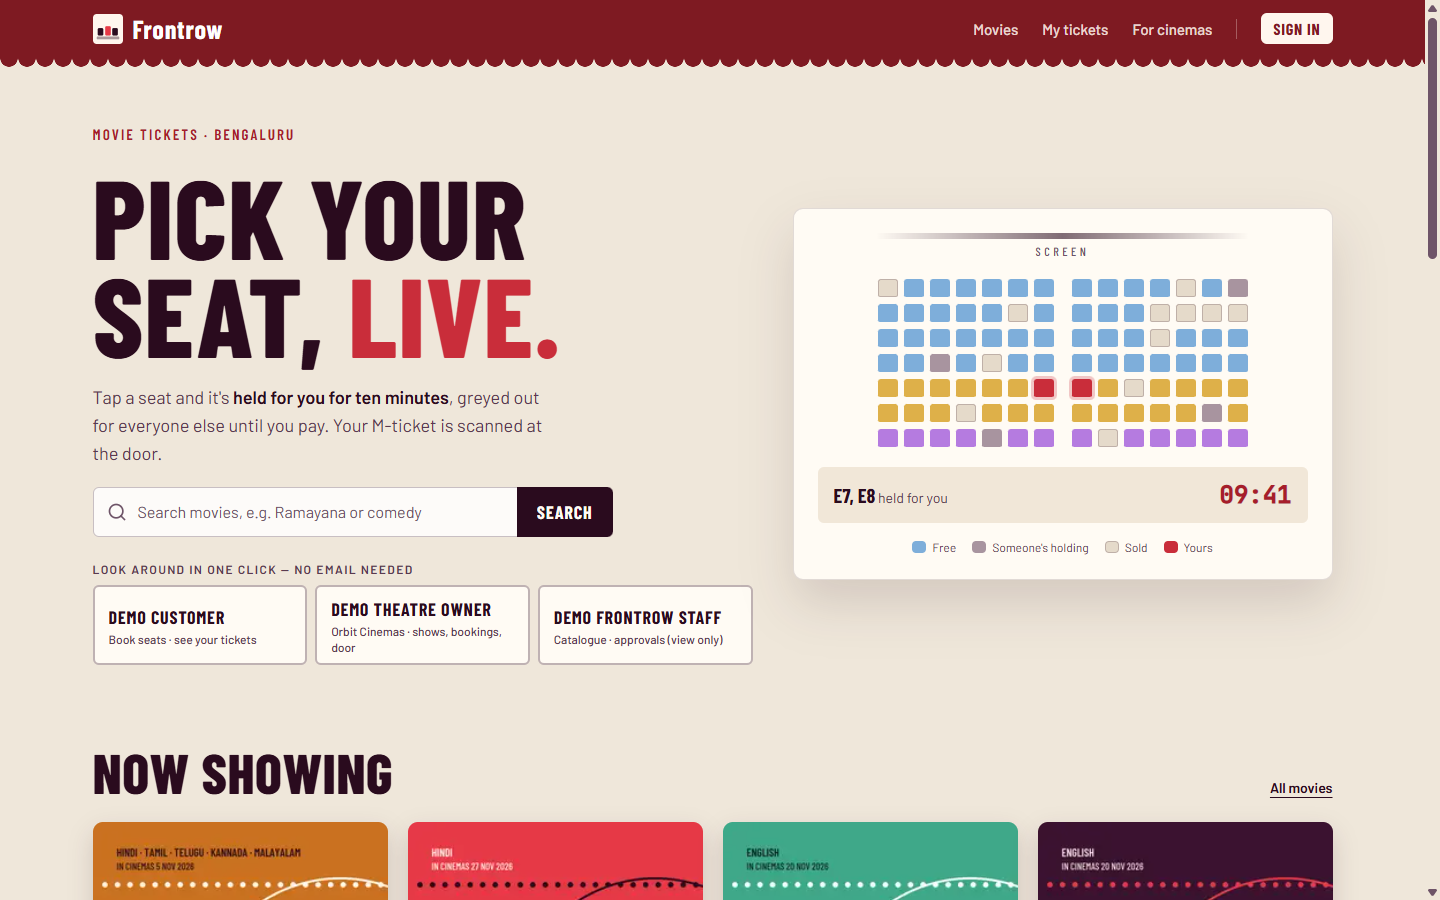 Frontrow
Movies
My tickets
For cinemas
SIGN IN
MOVIE TICKETS · BENGALURU
PICK YOUR
SEAT, LIVE.
Tap a seat and it's held for you for ten minutes, greyed out
for everyone else until you pay. Your M-ticket is scanned at
the door.
Search movies, e.g. Ramayana or comedy
SEARCH
LOOK AROUND IN ONE CLICK — NO EMAIL NEEDED
DEMO CUSTOMER
Book seats · see your tickets
DEMO THEATRE OWNER
Orbit Cinemas · shows, bookings,
door
DEMO FRONTROW STAFF
Catalogue · approvals (view only)
SCREEN
E7, E8 held for you
09:41
Free
Someone's holding
Sold
Yours
NOW SHOWING
All movies
HINDI · TAMIL · TELUGU · KANNADA · MALAYALAM
IN CINEMAS 5 NOV 2026
HINDI
IN CINEMAS 27 NOV 2026
ENGLISH
IN CINEMAS 20 NOV 2026
ENGLISH
IN CINEMAS 20 NOV 2026